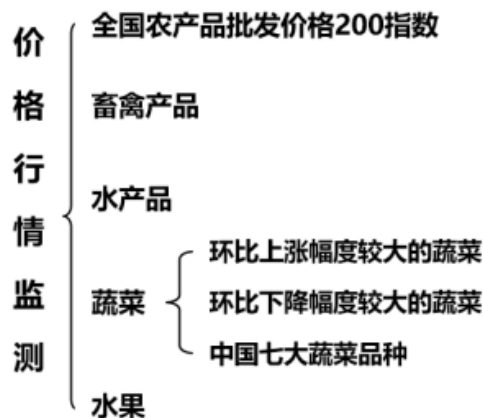 价格行情监测
全国农产品批发价格200指数
畜禽产品
水产品
蔬菜
环比上涨幅度较大的蔬菜
环比下降幅度较大的蔬菜
中国七大蔬菜品种
水果